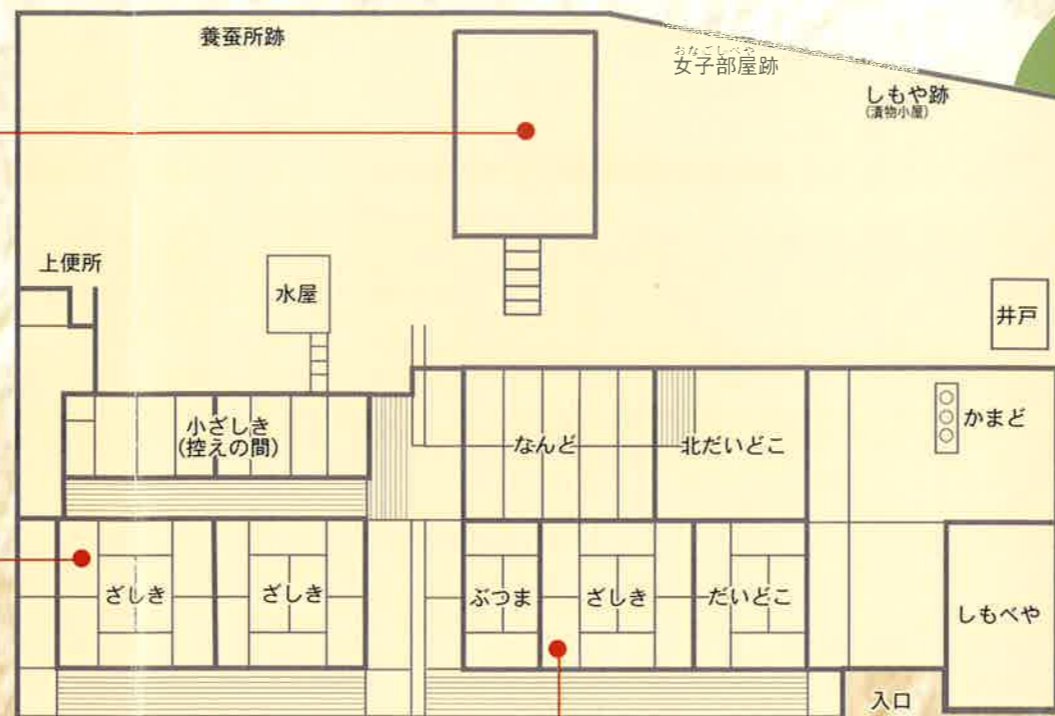 養蚕所跡
おなごしべや
女子部屋跡
しもや跡
(漬物小屋)
上便所
水屋
井戸
小ざしき
(控えの間)
なんど
北だいどこ
かまど
ざしき
ざしき
ぶつま
ざしき
だいどこ
しもべや
入口